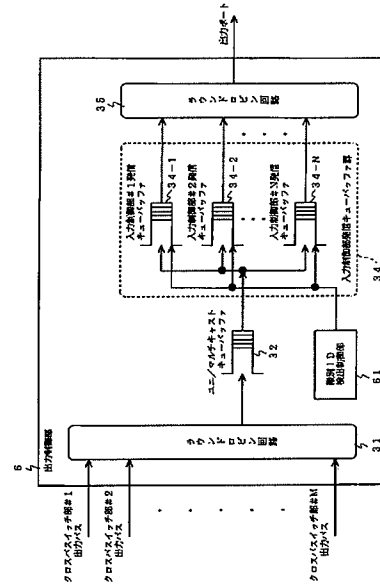 6
出力制御部
クロスバスイッチ部#1
出力バス
クロスバスイッチ部#2
出力バス
クロスバスイッチ部#M
出力バス
ラウンドロビン回路
31
ユニ/マルチキャスト
キューバッファ
32
識別ID
検出制御部
61
入力制御部#1発信
キューバッファ
34-1
入力制御部#2発信
キューバッファ
34-2
入力制御部#N発信
キューバッファ
34-N
入力制御部発信キューバッファ群
34
ラウンドロビン回路
36
出力ポート